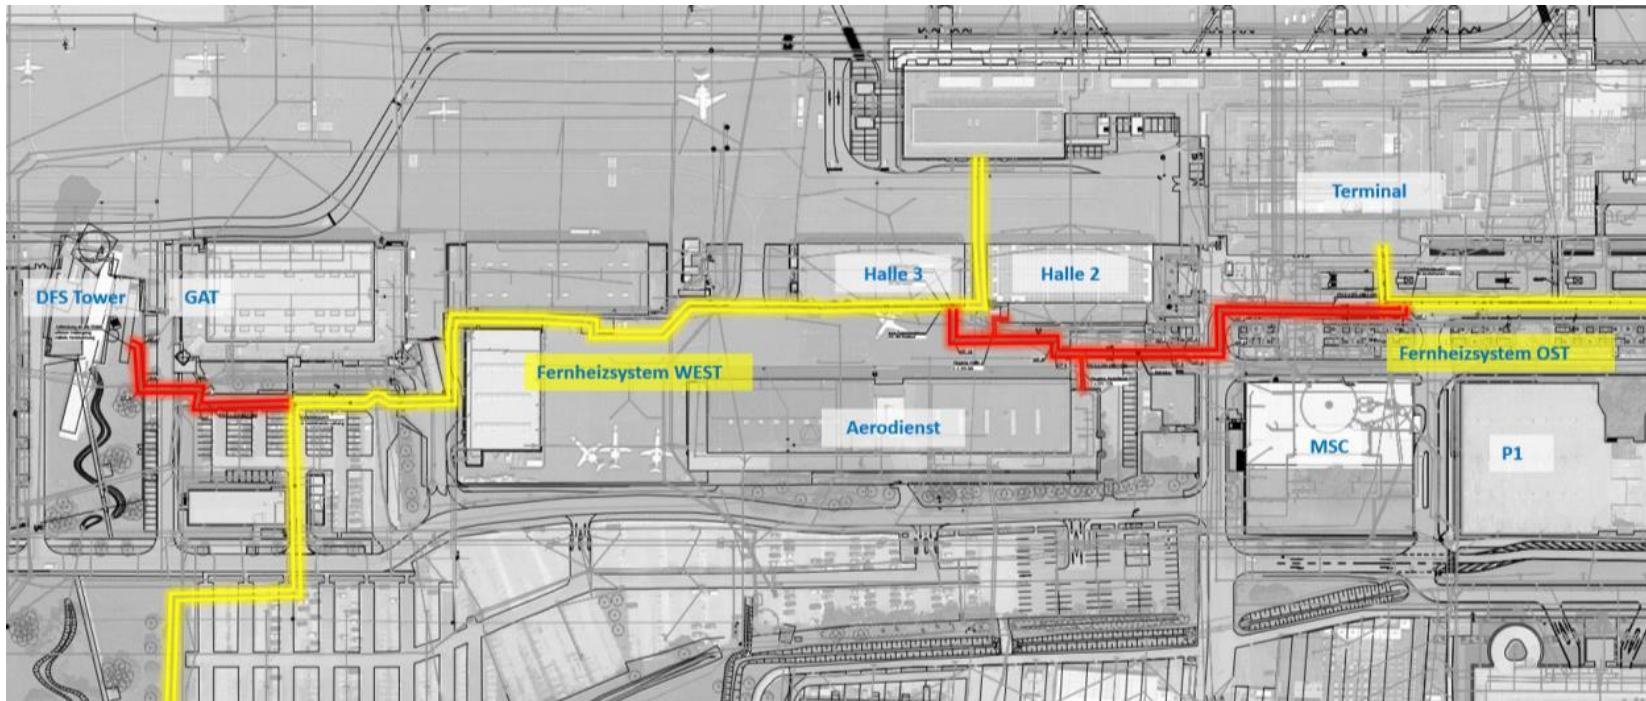 Terminal
Halle 3
Halle 2
DFS Tower
GAT
Fernheizsystem WEST
Fernheizsystem OST
Aerodienst
MSC
P1